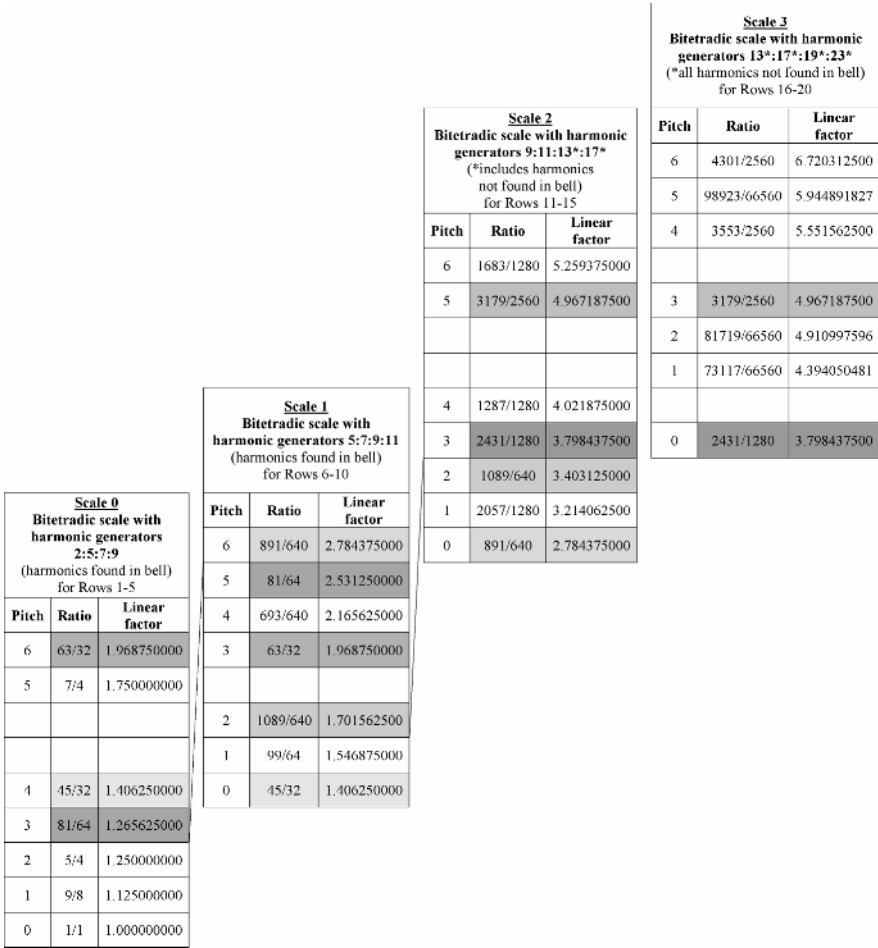 Scale 0
Bitetradic scale with
harmonic generators
2:5:7:9
(harmonics found in bell)
for Rows 1-5
Pitch Ratio Linear
factor
6 63/32 1.968750000
5 7/4 1.750000000
4 45/32 1.406250000
3 81/64 1.265625000
2 5/4 1.250000000
1 9/8 1.125000000
0 1/1 1.000000000
Scale 1
Bitetradic scale with
harmonic generators 5:7:9:11
(harmonics found in bell)
for Rows 6-10
Pitch Ratio Linear
factor
6 891/640 2.784375000
5 81/64 2.531250000
4 693/640 2.165625000
3 63/32 1.968750000
2 1089/640 1.701562500
1 99/64 1.546875000
0 45/32 1.406250000
Scale 2
Bitetradic scale with harmonic
generators 9:11:13*:17*
(*includes harmonics
not found in bell)
for Rows 11-15
Pitch Ratio Linear
factor
6 1683/1280 5.259375000
5 3179/2560 4.967187500
4 1287/1280 4.021875000
3 2431/1280 3.798437500
2 1089/640 3.403125000
1 2057/1280 3.214062500
0 891/640 2.784375000
Scale 3
Bitetradic scale with harmonic
generators 13*:17*:19*:23*
(*all harmonics not found in bell)
for Rows 16-20
Pitch Ratio Linear
factor
6 4301/2560 6.720312500
5 98923/66560 5.944891827
4 3553/2560 5.551562500
3 3179/2560 4.967187500
2 81719/66560 4.910997596
1 73117/66560 4.394050481
0 2431/1280 3.798437500